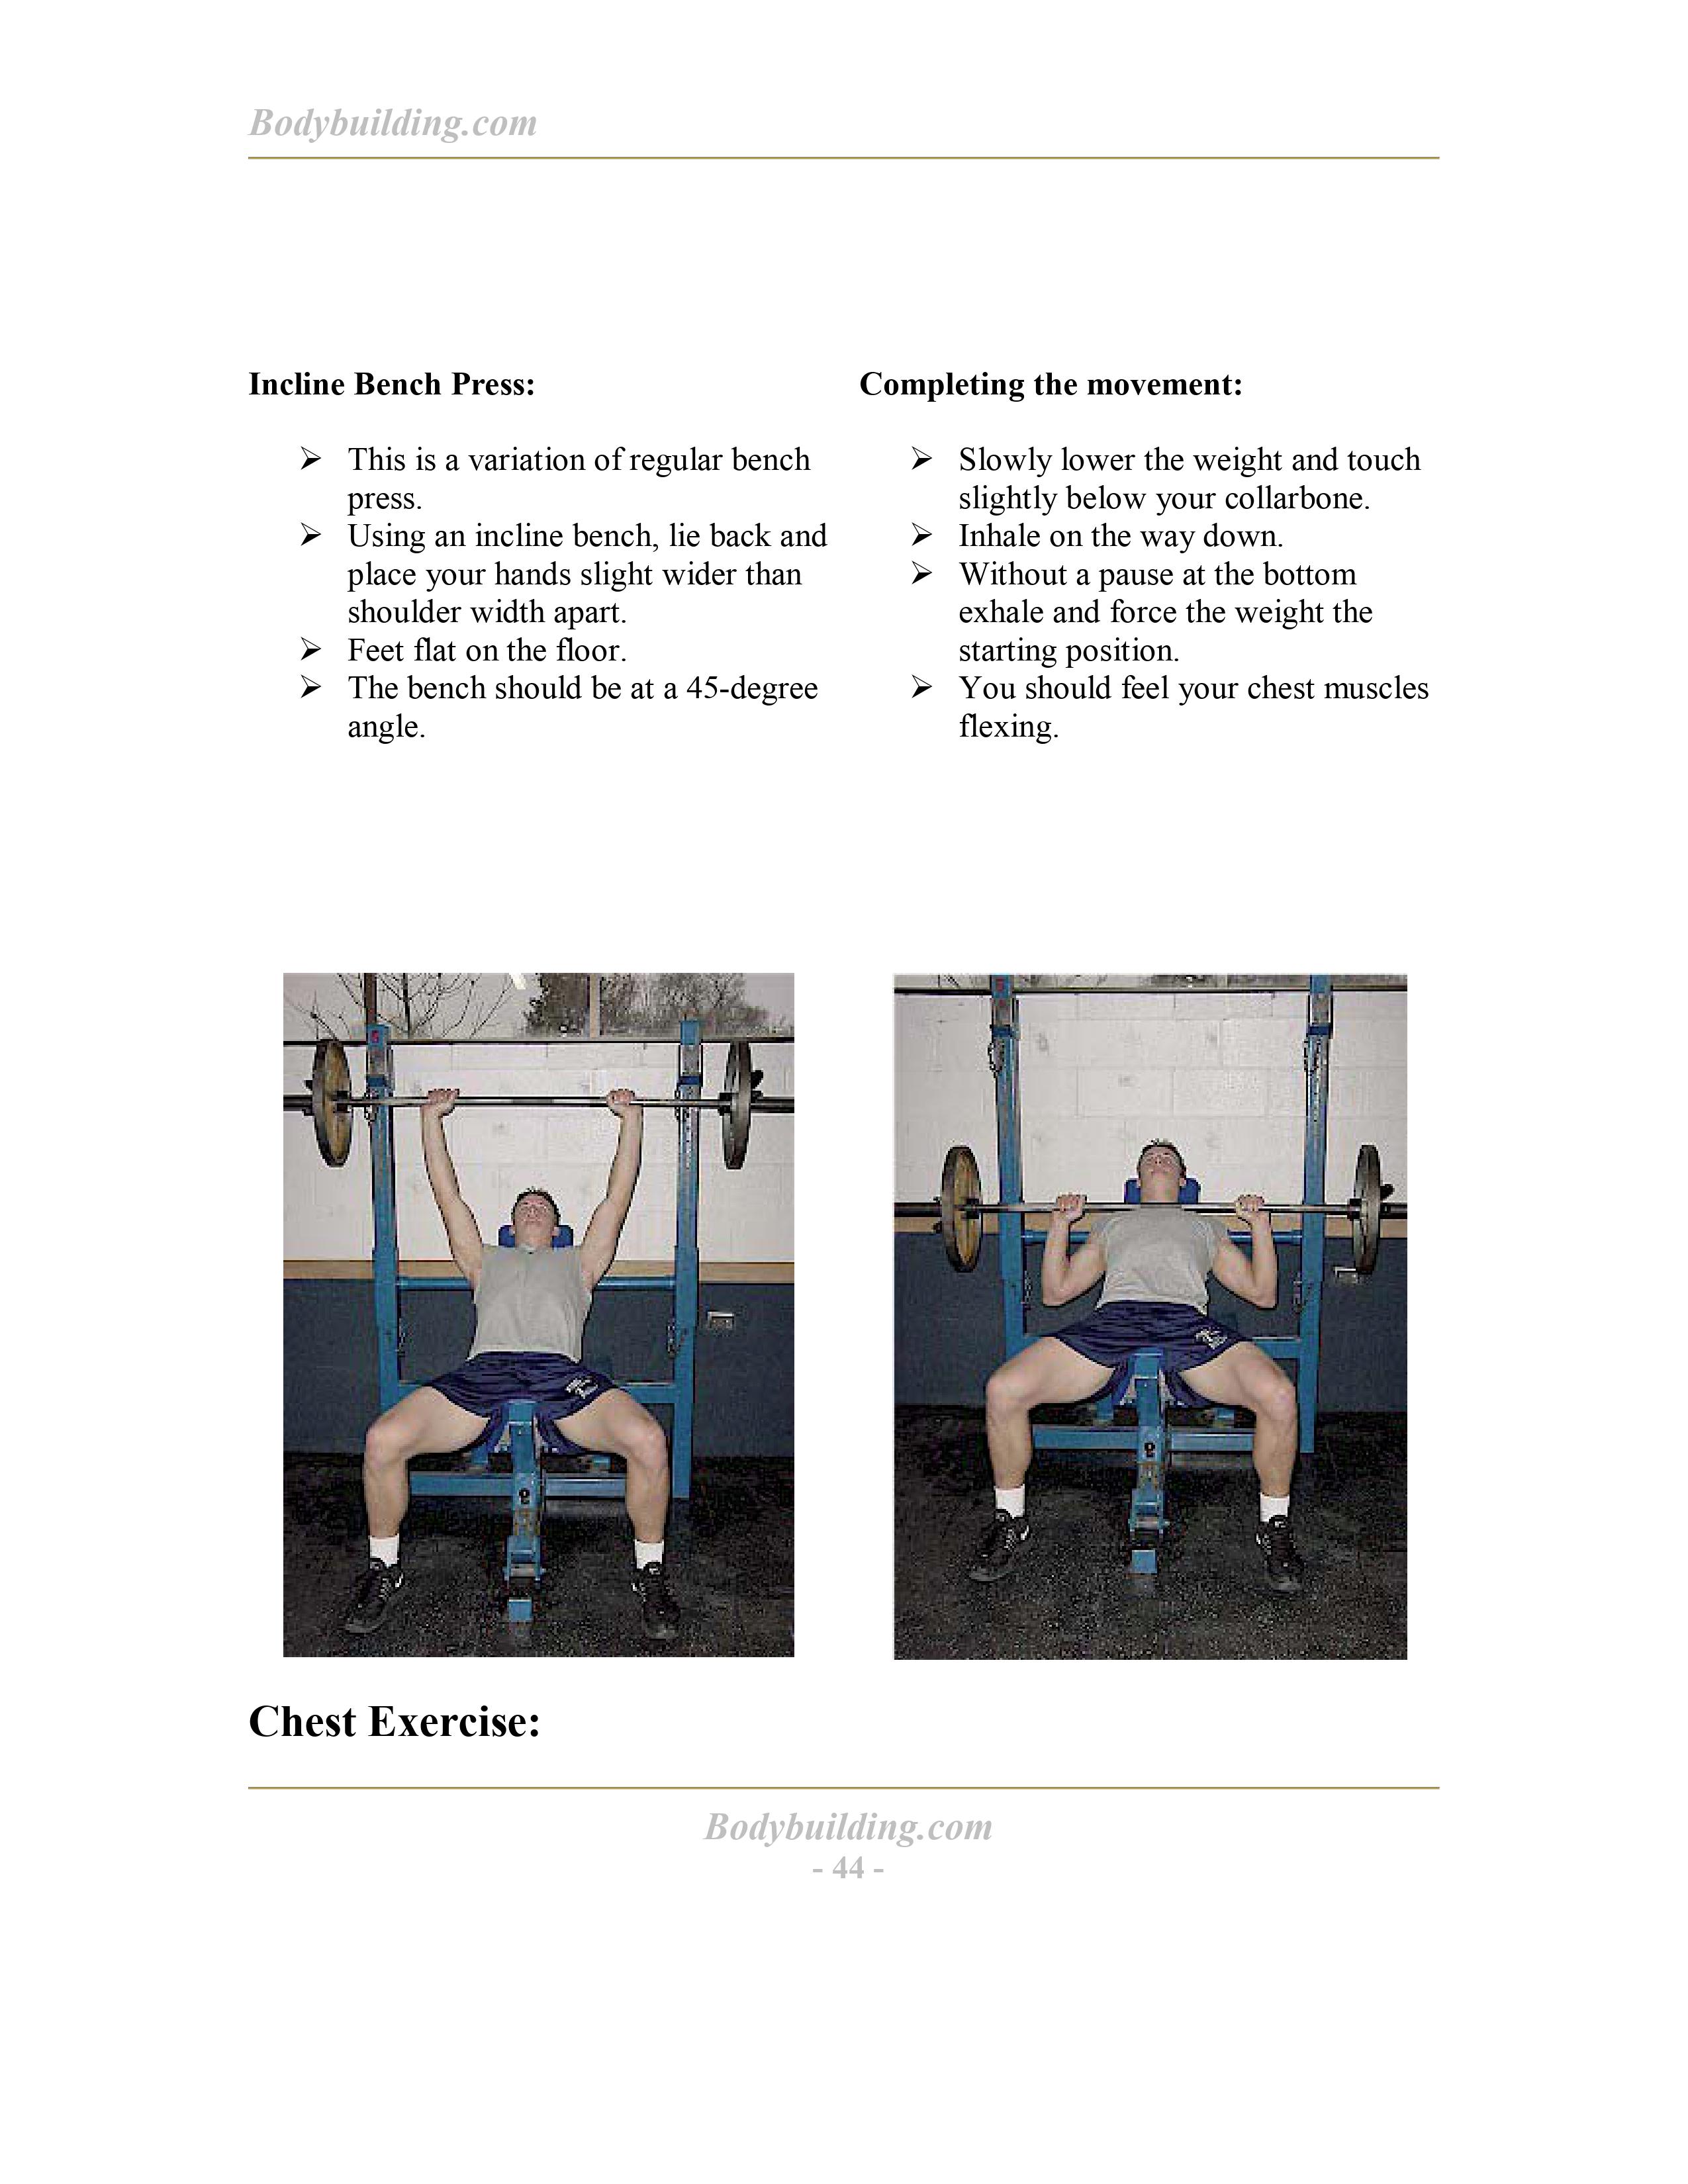 Bodybuilding.com
Incline Bench Press:
➢ This is a variation of regular bench
press.
➢ Using an incline bench, lie back and
place your hands slight wider than
shoulder width apart.
➢ Feet flat on the floor.
➢ The bench should be at a 45-degree
angle.
Completing the movement:
➢ Slowly lower the weight and touch
slightly below your collarbone.
➢ Inhale on the way down.
➢ Without a pause at the bottom
exhale and force the weight the
starting position.
➢ You should feel your chest muscles
flexing.
Chest Exercise:
Bodybuilding.com
- 44 -